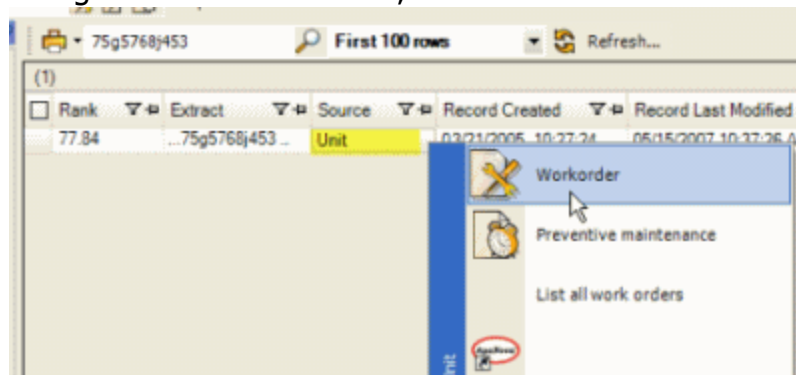 75g5768j453 First 100 rows Refresh...
(1)
Rank Extract Source Record Created Record Last Modified
77.84 ...75g5768j453 ... Unit 03/21/2005 10:27:24 05/15/2007 10:37:26 A
Workorder
Preventive maintenance
List all work orders